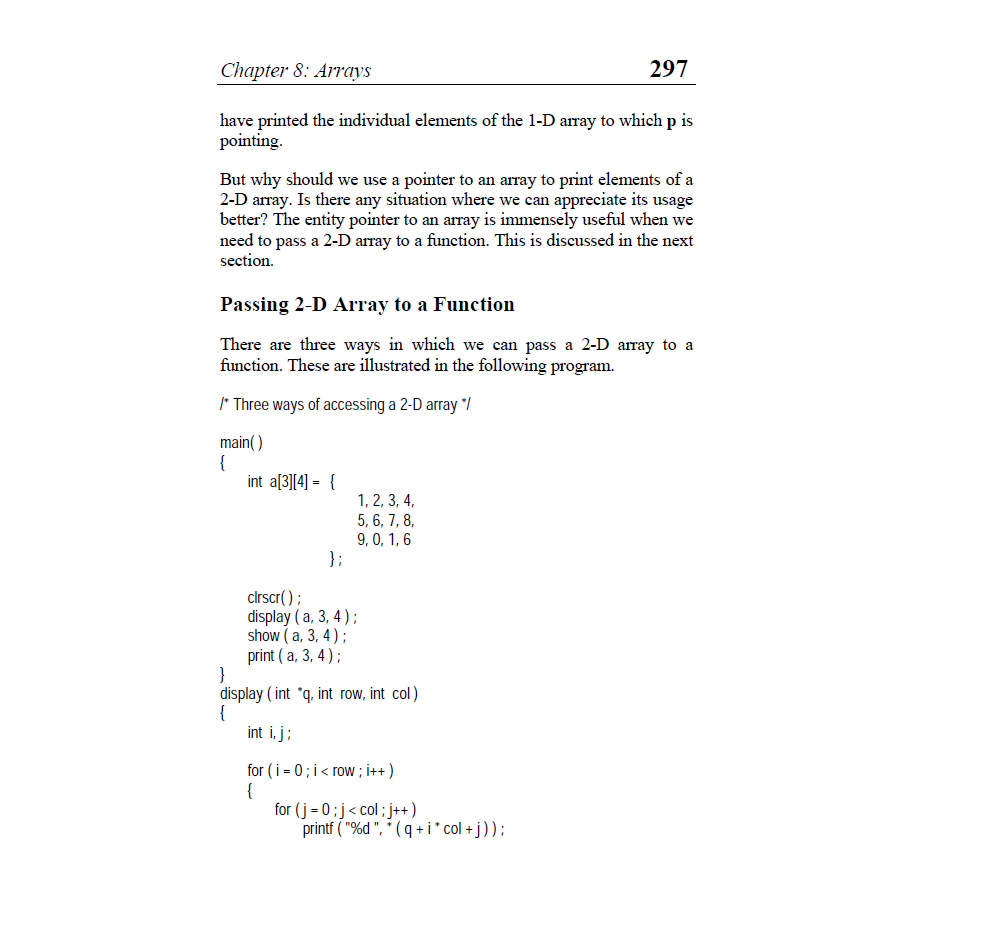 Chapter 8: Arrays 297
have printed the individual elements of the 1-D array to which p is
pointing.
But why should we use a pointer to an array to print elements of a
2-D array. Is there any situation where we can appreciate its usage
better? The entity pointer to an array is immensely useful when we
need to pass a 2-D array to a function. This is discussed in the next
section.
Passing 2-D Array to a Function
There are three ways in which we can pass a 2-D array to a
function. These are illustrated in the following program.
/* Three ways of accessing a 2-D array */
main( )
{
int a[3][4] = {
1, 2, 3, 4,
5, 6, 7, 8,
9, 0, 1, 6
} ;
clrscr( ) ;
display ( a, 3, 4 ) ;
show ( a, 3, 4 ) ;
print ( a, 3, 4 ) ;
}
display ( int *q, int row, int col )
{
int i, j ;
for ( i = 0 ; i < row ; i++ )
{
for ( j = 0 ; j < col ; j++ )
printf ( "%d ", * ( q + i * col + j ) ) ;